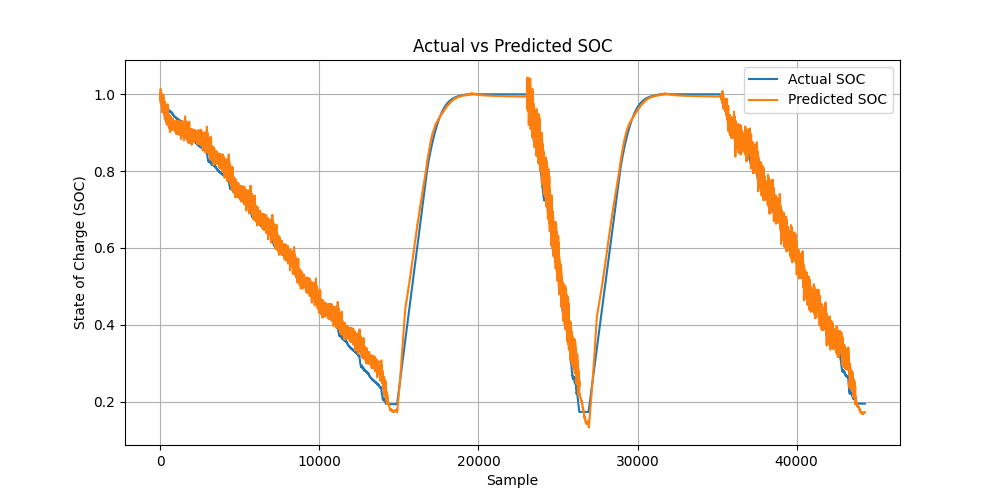 Actual vs Predicted SOC
Actual SOC
Predicted SOC
State of Charge (SOC)
1.0
0.8
0.6
0.4
0.2
0
10000
20000
30000
40000
Sample